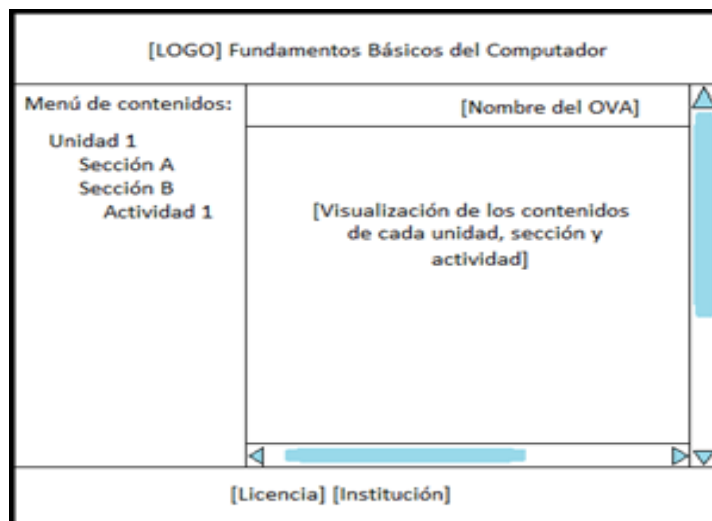 [LOGO] Fundamentos Básicos del Computador
Menú de contenidos:
Unidad 1
Sección A
Sección B
Actividad 1
[Nombre del OVA]
[Visualización de los contenidos
de cada unidad, sección y
actividad]
[Licencia] [Institución]